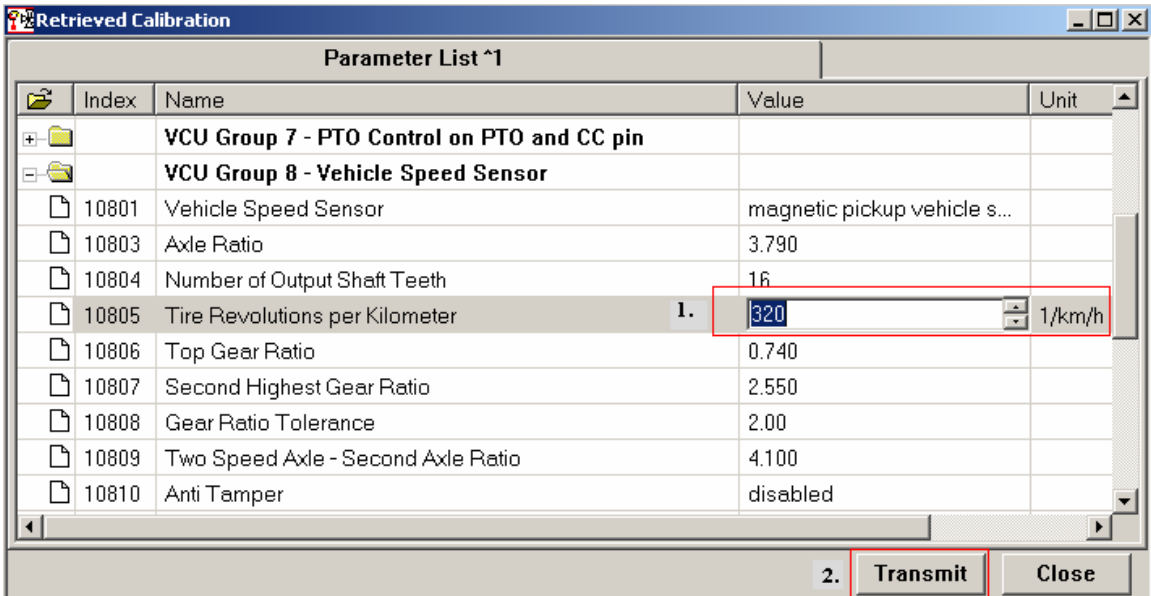 Retrieved Calibration
Parameter List ^1
Index Name Value Unit
VCU Group 7 - PTO Control on PTO and CC pin
VCU Group 8 - Vehicle Speed Sensor
10801 Vehicle Speed Sensor magnetic pickup vehicle s...
10803 Axle Ratio 3.790
10804 Number of Output Shaft Teeth 16
10805 Tire Revolutions per Kilometer 1. 320 1/km/h
10806 Top Gear Ratio 0.740
10807 Second Highest Gear Ratio 2.550
10808 Gear Ratio Tolerance 2.00
10809 Two Speed Axle - Second Axle Ratio 4.100
10810 Anti Tamper disabled
2. Transmit Close